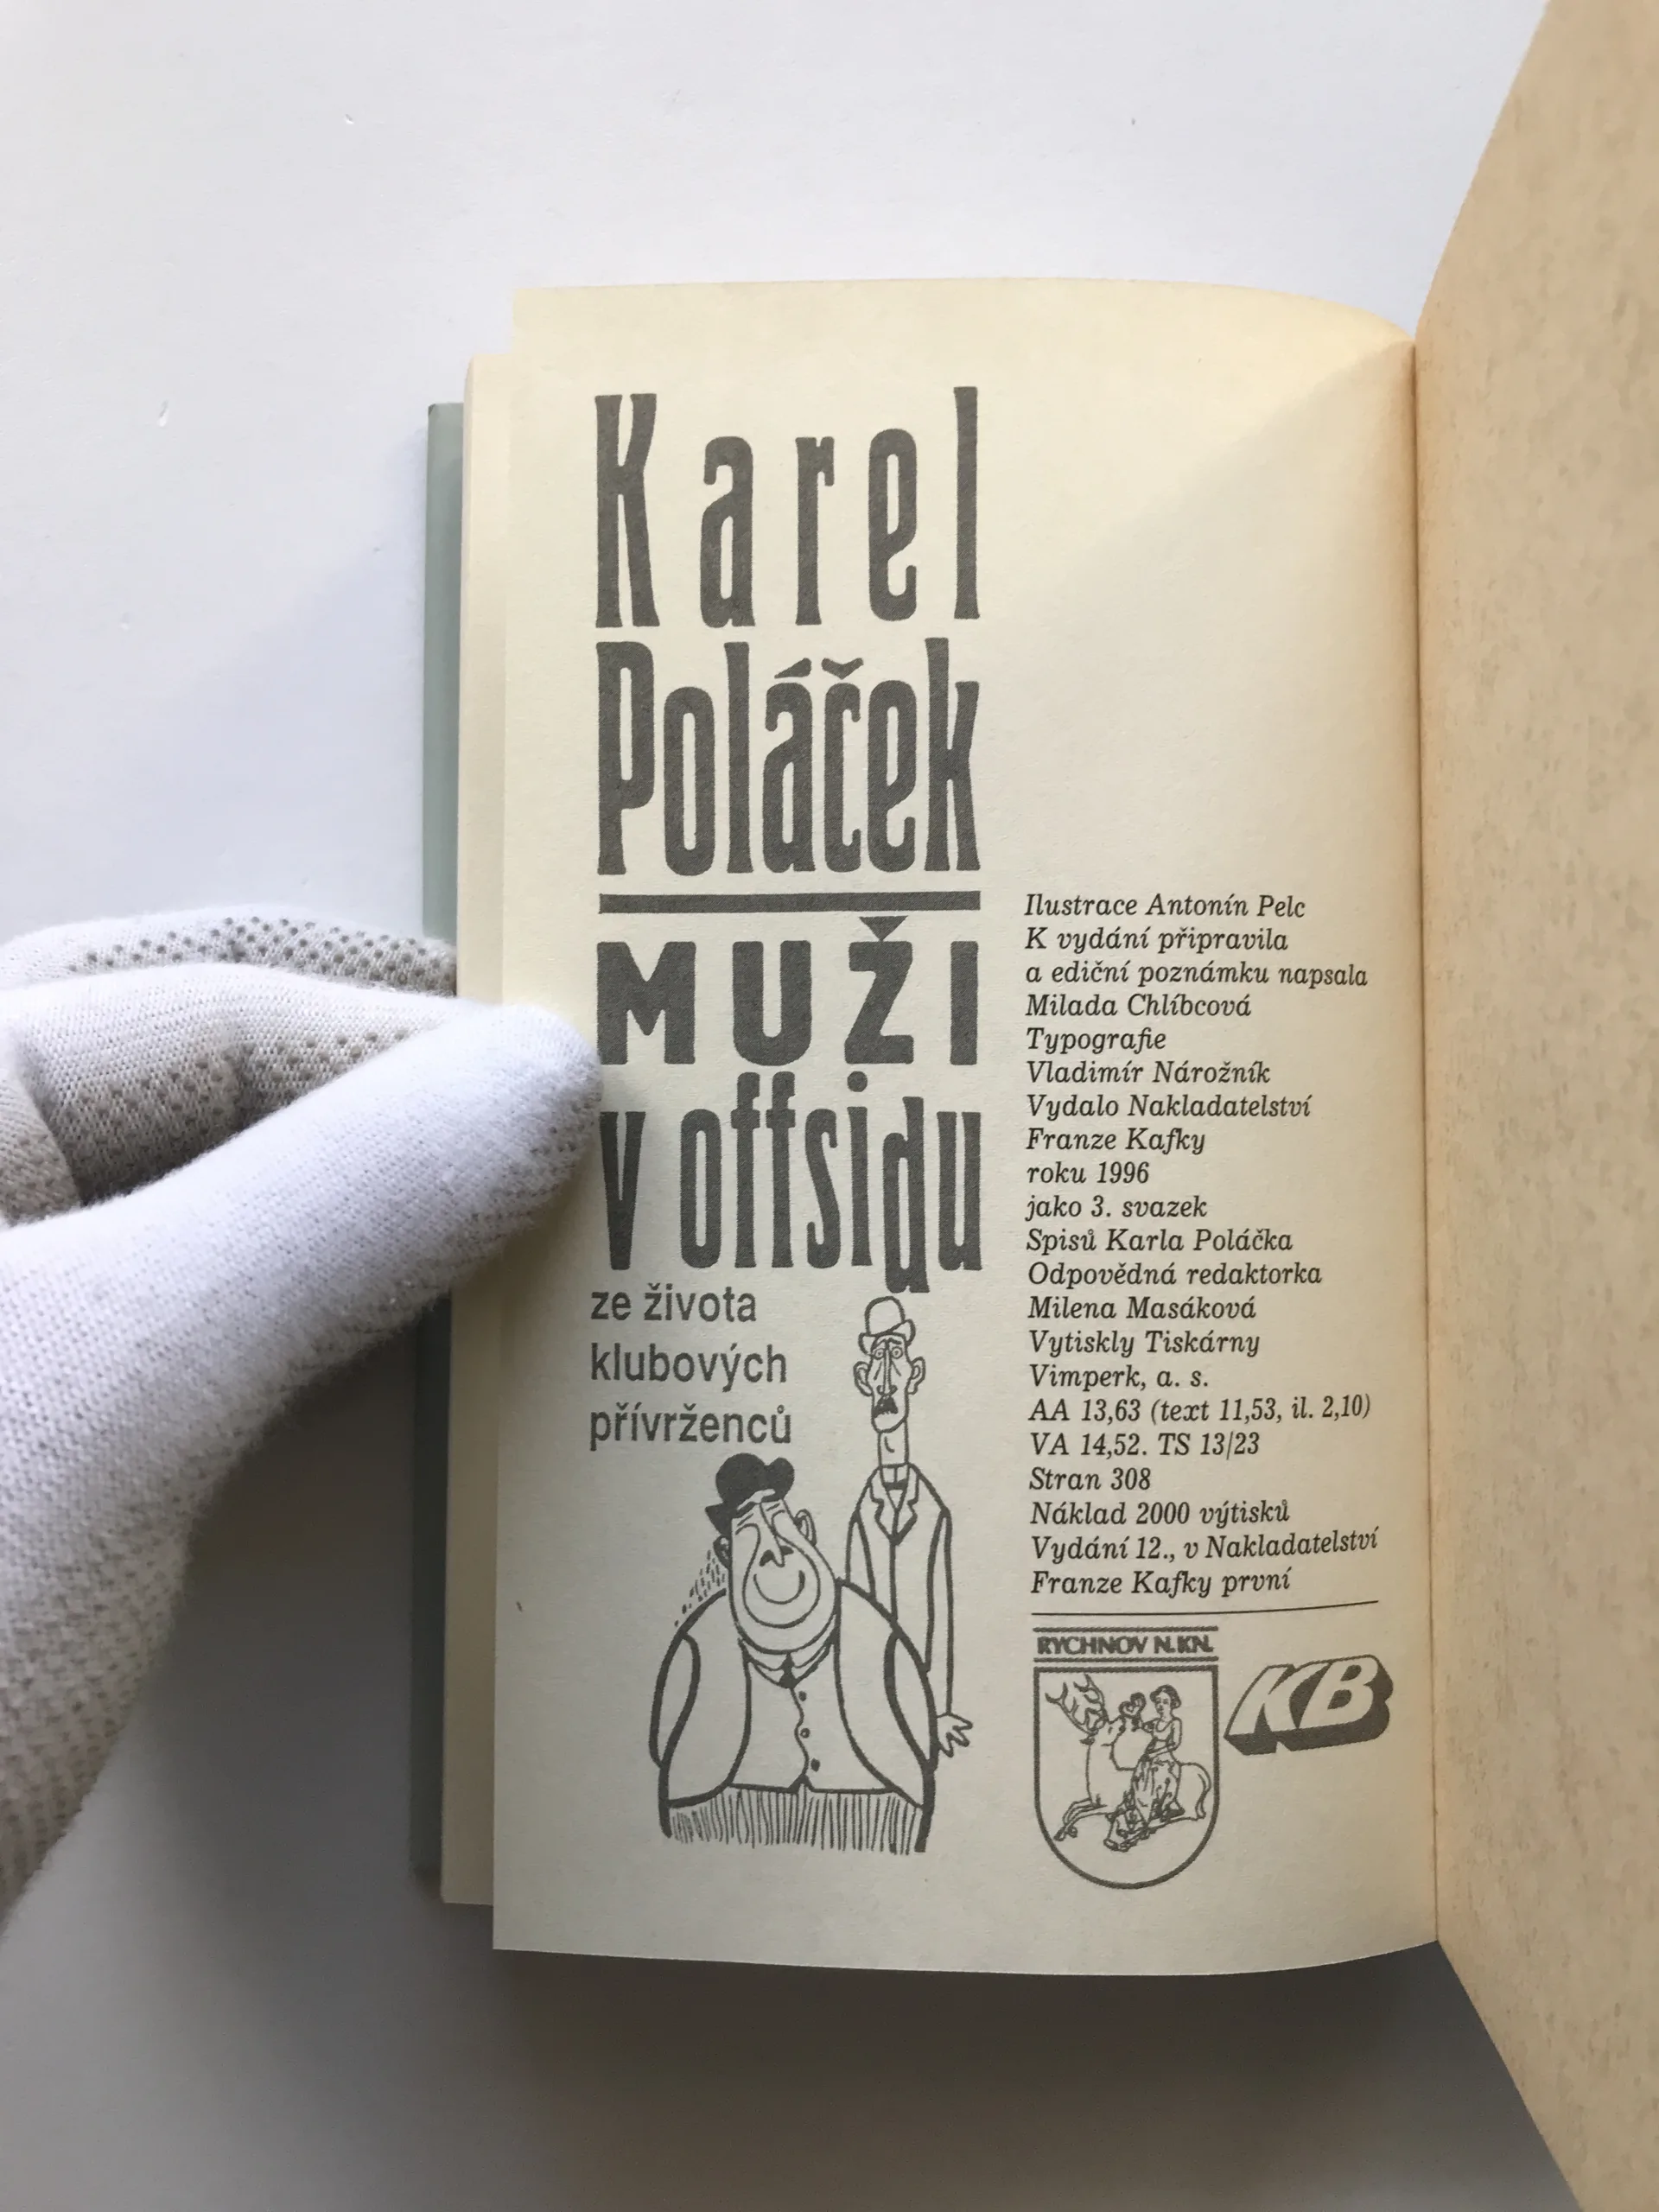 Karel
Poláček
MUŽI
v offsidu
ze života
klubových
přívrženců
Ilustrace Antonín Pelc
K vydání připravila
a ediční poznámku napsala
Milada Chlíbcová
Typografie
Vladimír Nárožník
Vydalo Nakladatelství
Franze Kafky
roku 1996
jako 3. svazek
Spisů Karla Poláčka
Odpovědná redaktorka
Milena Masáková
Vytiskly Tiskárny
Vimperk, a. s.
AA 13,63 (text 11,53, il. 2,10)
VA 14,52. TS 13/23
Stran 308
Náklad 2000 výtisků
Vydání 12., v Nakladatelství
Franze Kafky první
RYCHNOV N.KN.
KB